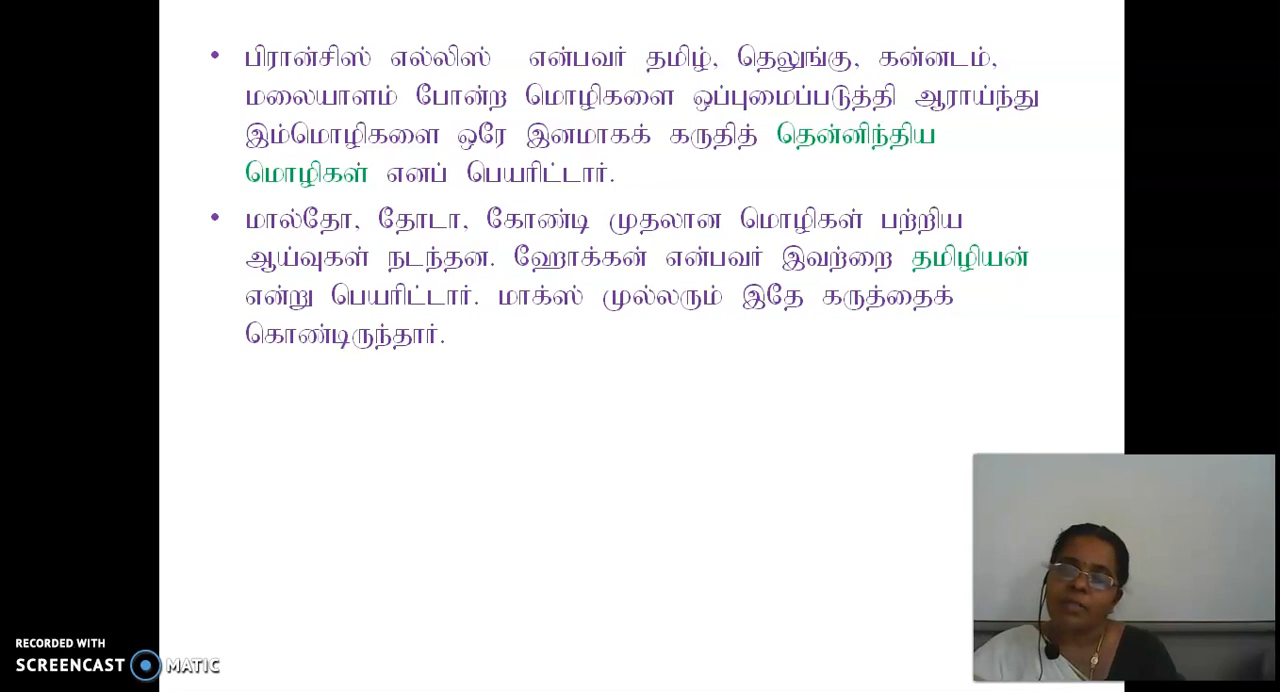 • பிரான்சிஸ் எல்லிஸ் என்பவர் தமிழ், தெலுங்கு, கன்னடம்,
மலையாளம் போன்ற மொழிகளை ஒப்புமைப்படுத்தி ஆராய்ந்து
இம்மொழிகளை ஒரே இனமாகக் கருதித் தென்னிந்திய
மொழிகள் எனப் பெயரிட்டார்.
• மால்தோ, தோடா, கோண்டி முதலான மொழிகள் பற்றிய
ஆய்வுகள் நடந்தன. ஹோக்கன் என்பவர் இவற்றை தமிழியன்
என்று பெயரிட்டார். மாக்ஸ் முல்லரும் இதே கருத்தைக்
கொண்டிருந்தார்.
RECORDED WITH
SCREENCAST MATIC